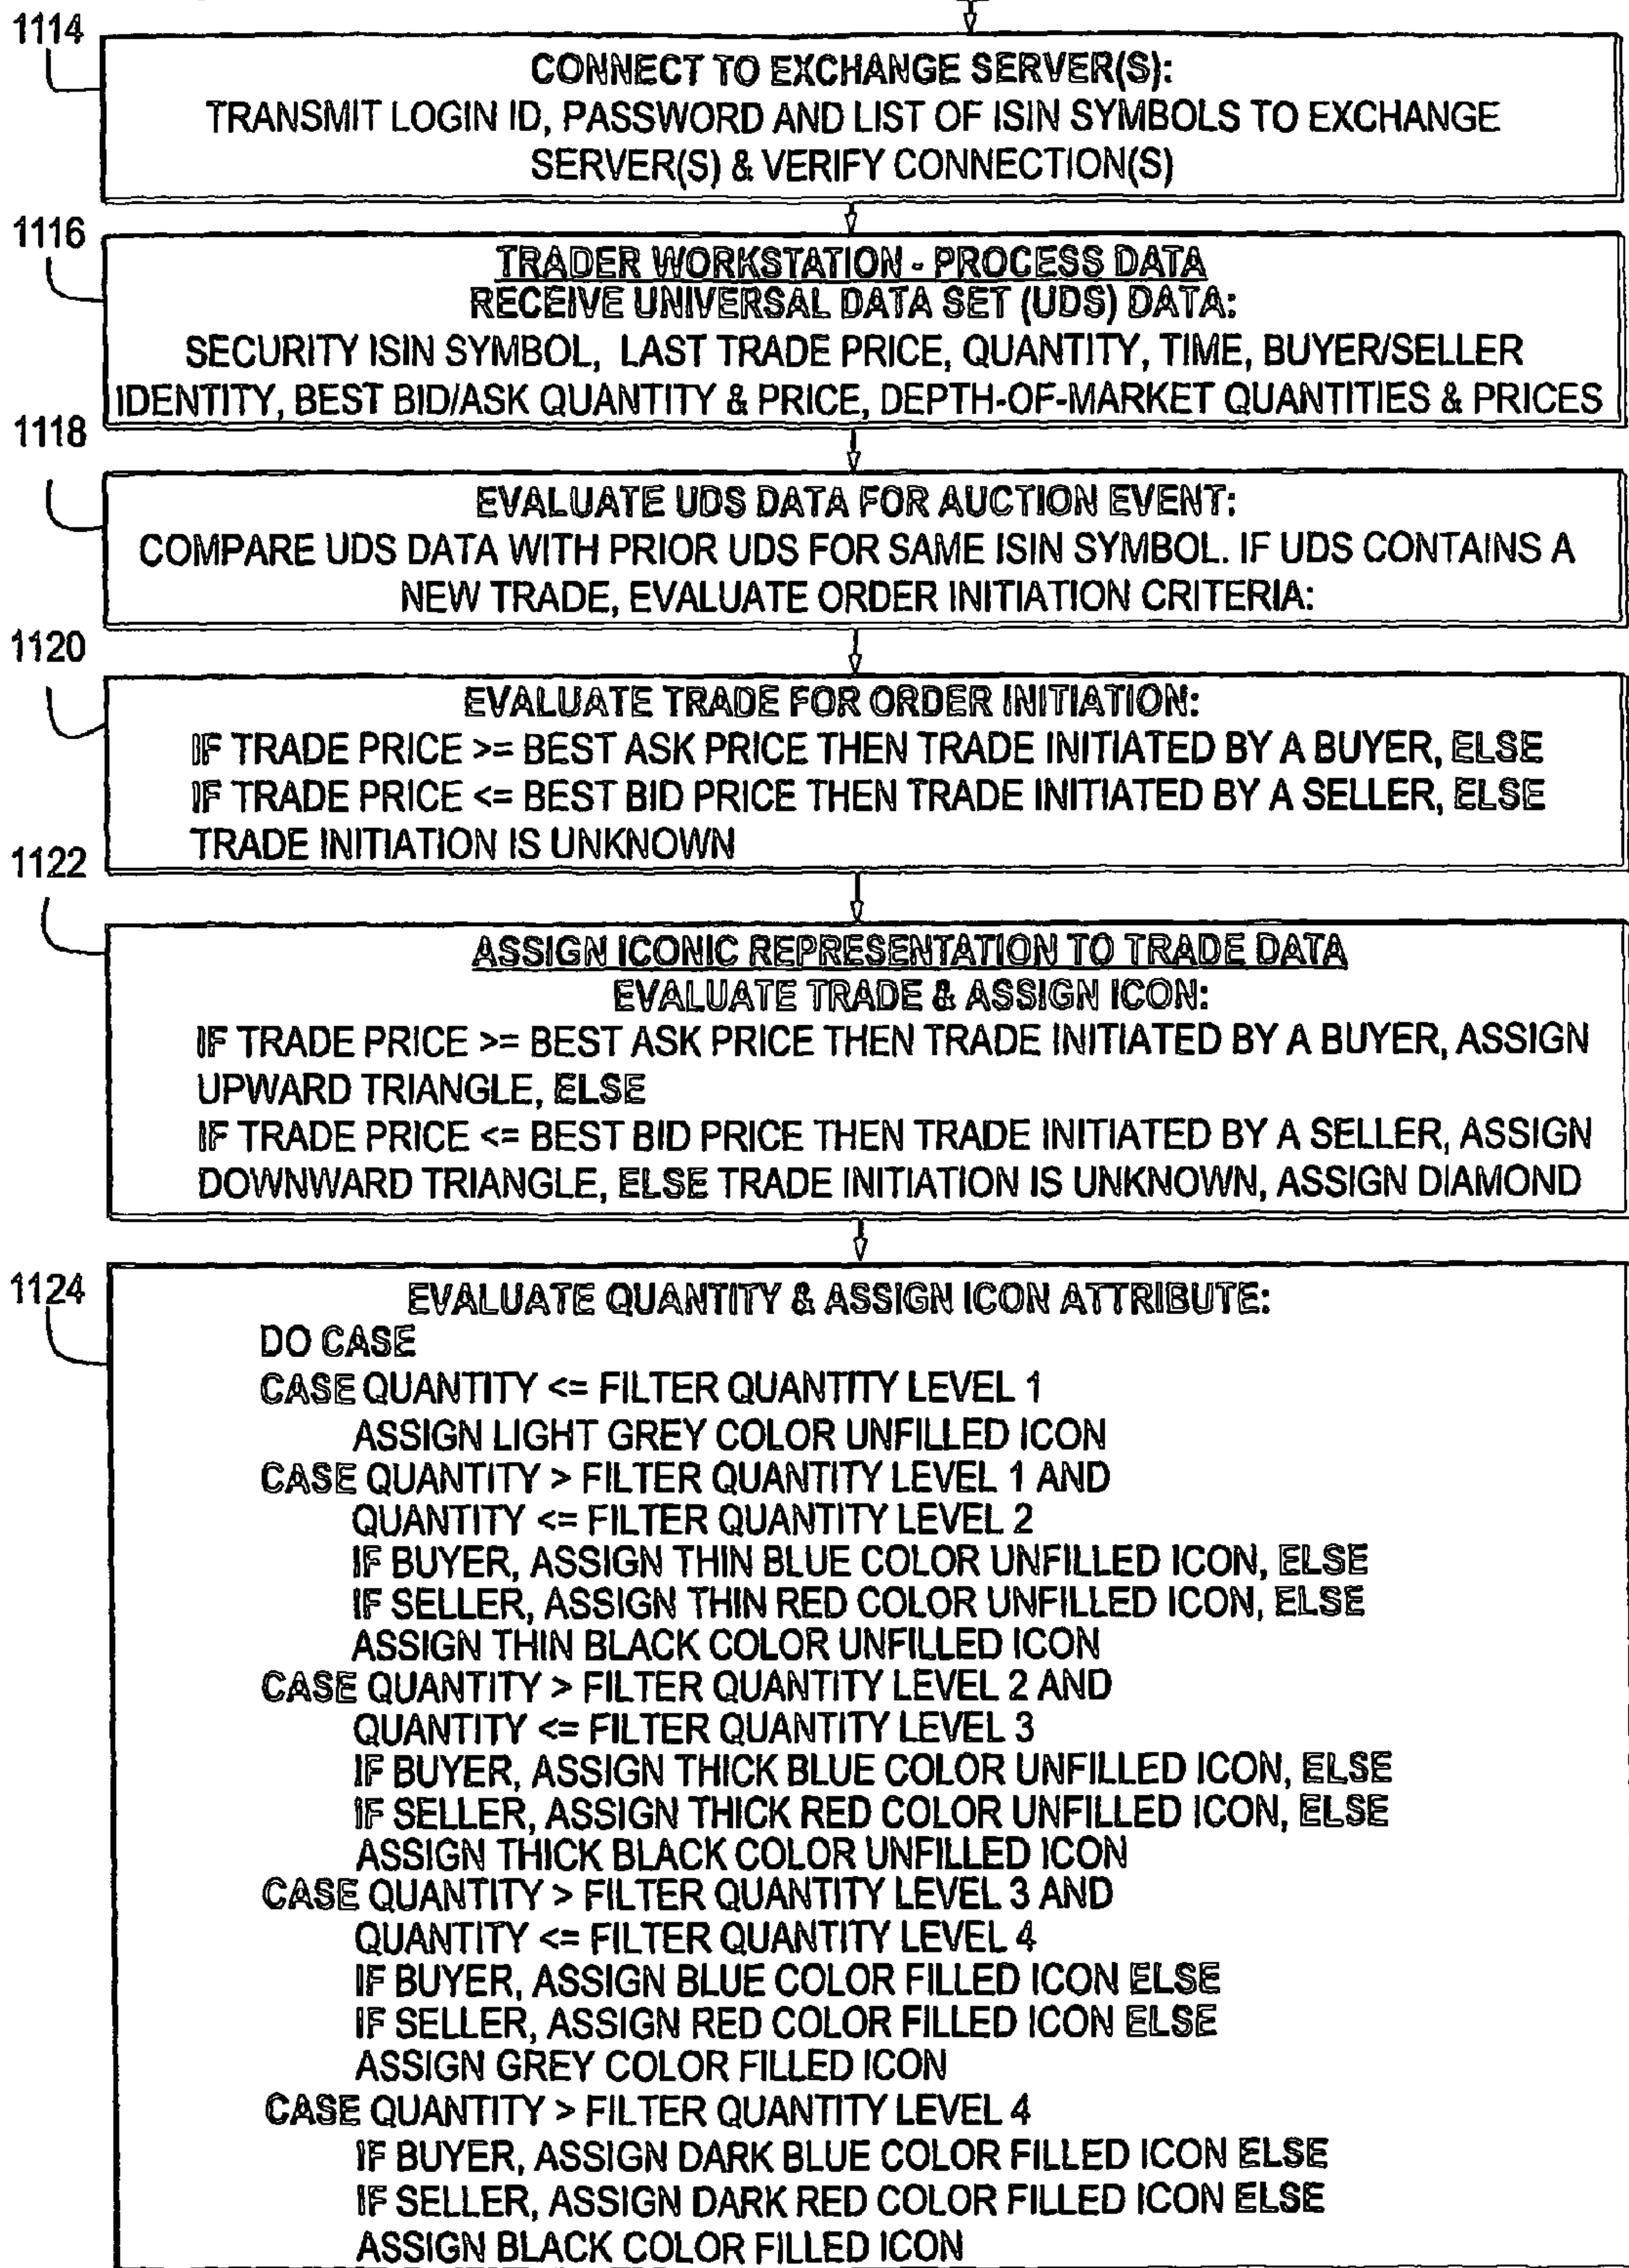 1114
CONNECT TO EXCHANGE SERVER(S):
TRANSMIT LOGIN ID, PASSWORD AND LIST OF ISIN SYMBOLS TO EXCHANGE
SERVER(S) & VERIFY CONNECTION(S)
1116
TRADER WORKSTATION - PROCESS DATA
RECEIVE UNIVERSAL DATA SET (UDS) DATA:
SECURITY ISIN SYMBOL, LAST TRADE PRICE, QUANTITY, TIME, BUYER/SELLER
IDENTITY, BEST BID/ASK QUANTITY & PRICE, DEPTH-OF-MARKET QUANTITIES & PRICES
1118
EVALUATE UDS DATA FOR AUCTION EVENT:
COMPARE UDS DATA WITH PRIOR UDS FOR SAME ISIN SYMBOL. IF UDS CONTAINS A
NEW TRADE, EVALUATE ORDER INITIATION CRITERIA:
1120
EVALUATE TRADE FOR ORDER INITIATION:
IF TRADE PRICE >= BEST ASK PRICE THEN TRADE INITIATED BY A BUYER, ELSE
IF TRADE PRICE <= BEST BID PRICE THEN TRADE INITIATED BY A SELLER, ELSE
TRADE INITIATION IS UNKNOWN
1122
ASSIGN ICONIC REPRESENTATION TO TRADE DATA
EVALUATE TRADE & ASSIGN ICON:
IF TRADE PRICE >= BEST ASK PRICE THEN TRADE INITIATED BY A BUYER, ASSIGN
UPWARD TRIANGLE, ELSE
IF TRADE PRICE <= BEST BID PRICE THEN TRADE INITIATED BY A SELLER, ASSIGN
DOWNWARD TRIANGLE, ELSE TRADE INITIATION IS UNKNOWN, ASSIGN DIAMOND
1124
EVALUATE QUANTITY & ASSIGN ICON ATTRIBUTE:
DO CASE
CASE QUANTITY <= FILTER QUANTITY LEVEL 1
ASSIGN LIGHT GREY COLOR UNFILLED ICON
CASE QUANTITY > FILTER QUANTITY LEVEL 1 AND
QUANTITY <= FILTER QUANTITY LEVEL 2
IF BUYER, ASSIGN THIN BLUE COLOR UNFILLED ICON, ELSE
IF SELLER, ASSIGN THIN RED COLOR UNFILLED ICON, ELSE
ASSIGN THIN BLACK COLOR UNFILLED ICON
CASE QUANTITY > FILTER QUANTITY LEVEL 2 AND
QUANTITY <= FILTER QUANTITY LEVEL 3
IF BUYER, ASSIGN THICK BLUE COLOR UNFILLED ICON, ELSE
IF SELLER, ASSIGN THICK RED COLOR UNFILLED ICON, ELSE
ASSIGN THICK BLACK COLOR UNFILLED ICON
CASE QUANTITY > FILTER QUANTITY LEVEL 3 AND
QUANTITY <= FILTER QUANTITY LEVEL 4
IF BUYER, ASSIGN BLUE COLOR FILLED ICON ELSE
IF SELLER, ASSIGN RED COLOR FILLED ICON ELSE
ASSIGN GREY COLOR FILLED ICON
CASE QUANTITY > FILTER QUANTITY LEVEL 4
IF BUYER, ASSIGN DARK BLUE COLOR FILLED ICON ELSE
IF SELLER, ASSIGN DARK RED COLOR FILLED ICON ELSE
ASSIGN BLACK COLOR FILLED ICON